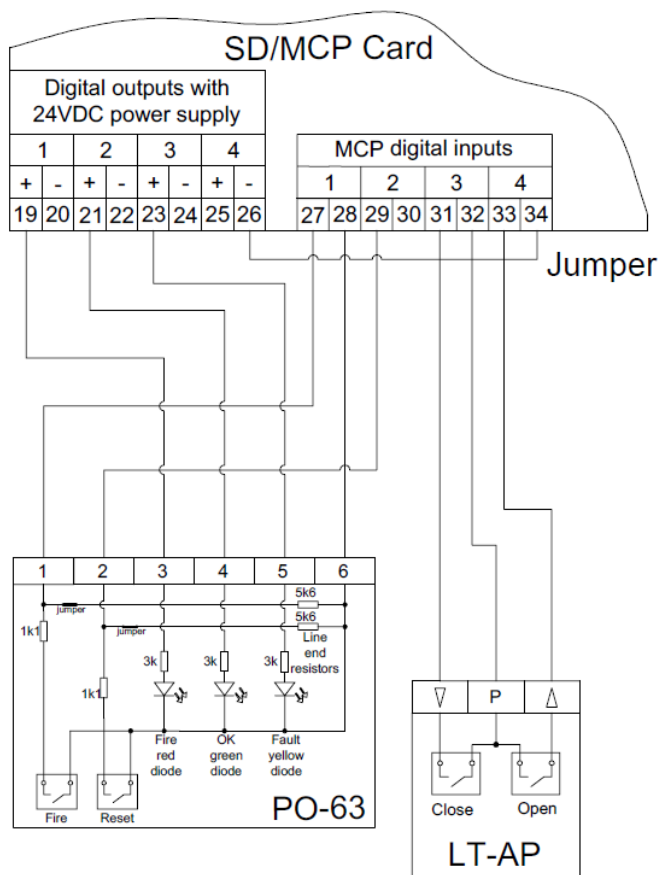 SD/MCP Card
Digital outputs with
24VDC power supply
1 2 3 4
+ - + - + - + -
19 20 21 22 23 24 25 26
MCP digital inputs
1 2 3 4
27 28 29 30 31 32 33 34
Jumper
1 2 3 4 5 6
jumper
5k6
jumper
5k6
Line
end
resistors
1k1
1k1
3k
3k
3k
Fire
red
diode
OK
green
diode
Fault
yellow
diode
Fire
Reset
PO-63
P
Close
Open
LT-AP